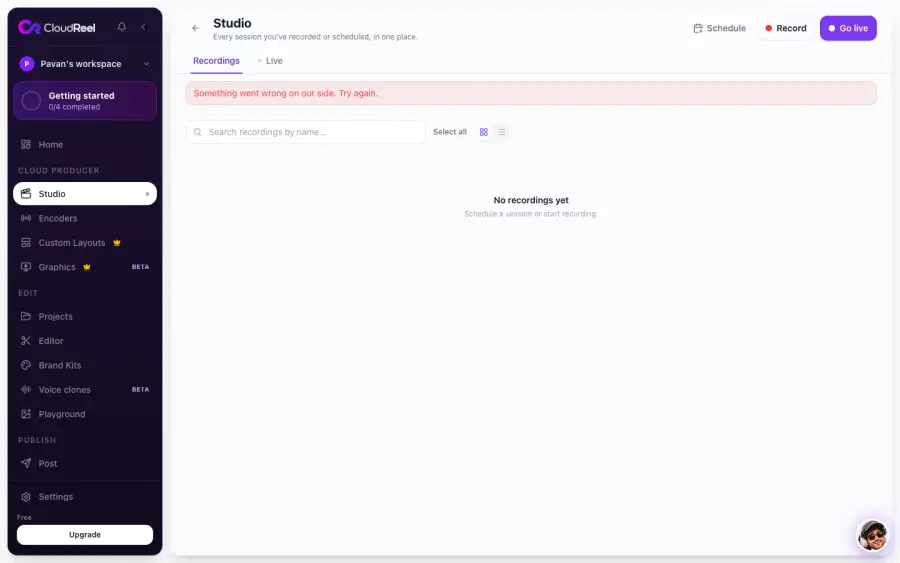 CloudReel
P Pavan's workspace
Getting started
0/4 completed
Home
CLOUD PRODUCER
Studio
Encoders
Custom Layouts
Graphics BETA
EDIT
Projects
Editor
Brand Kits
Voice clones BETA
Playground
PUBLISH
Post
Settings
Free
Upgrade
Studio
Every session you've recorded or scheduled, in one place.
Schedule
Record
Go live
Recordings
Live
Something went wrong on our side. Try again.
Search recordings by name...
Select all
No recordings yet
Schedule a session or start recording.